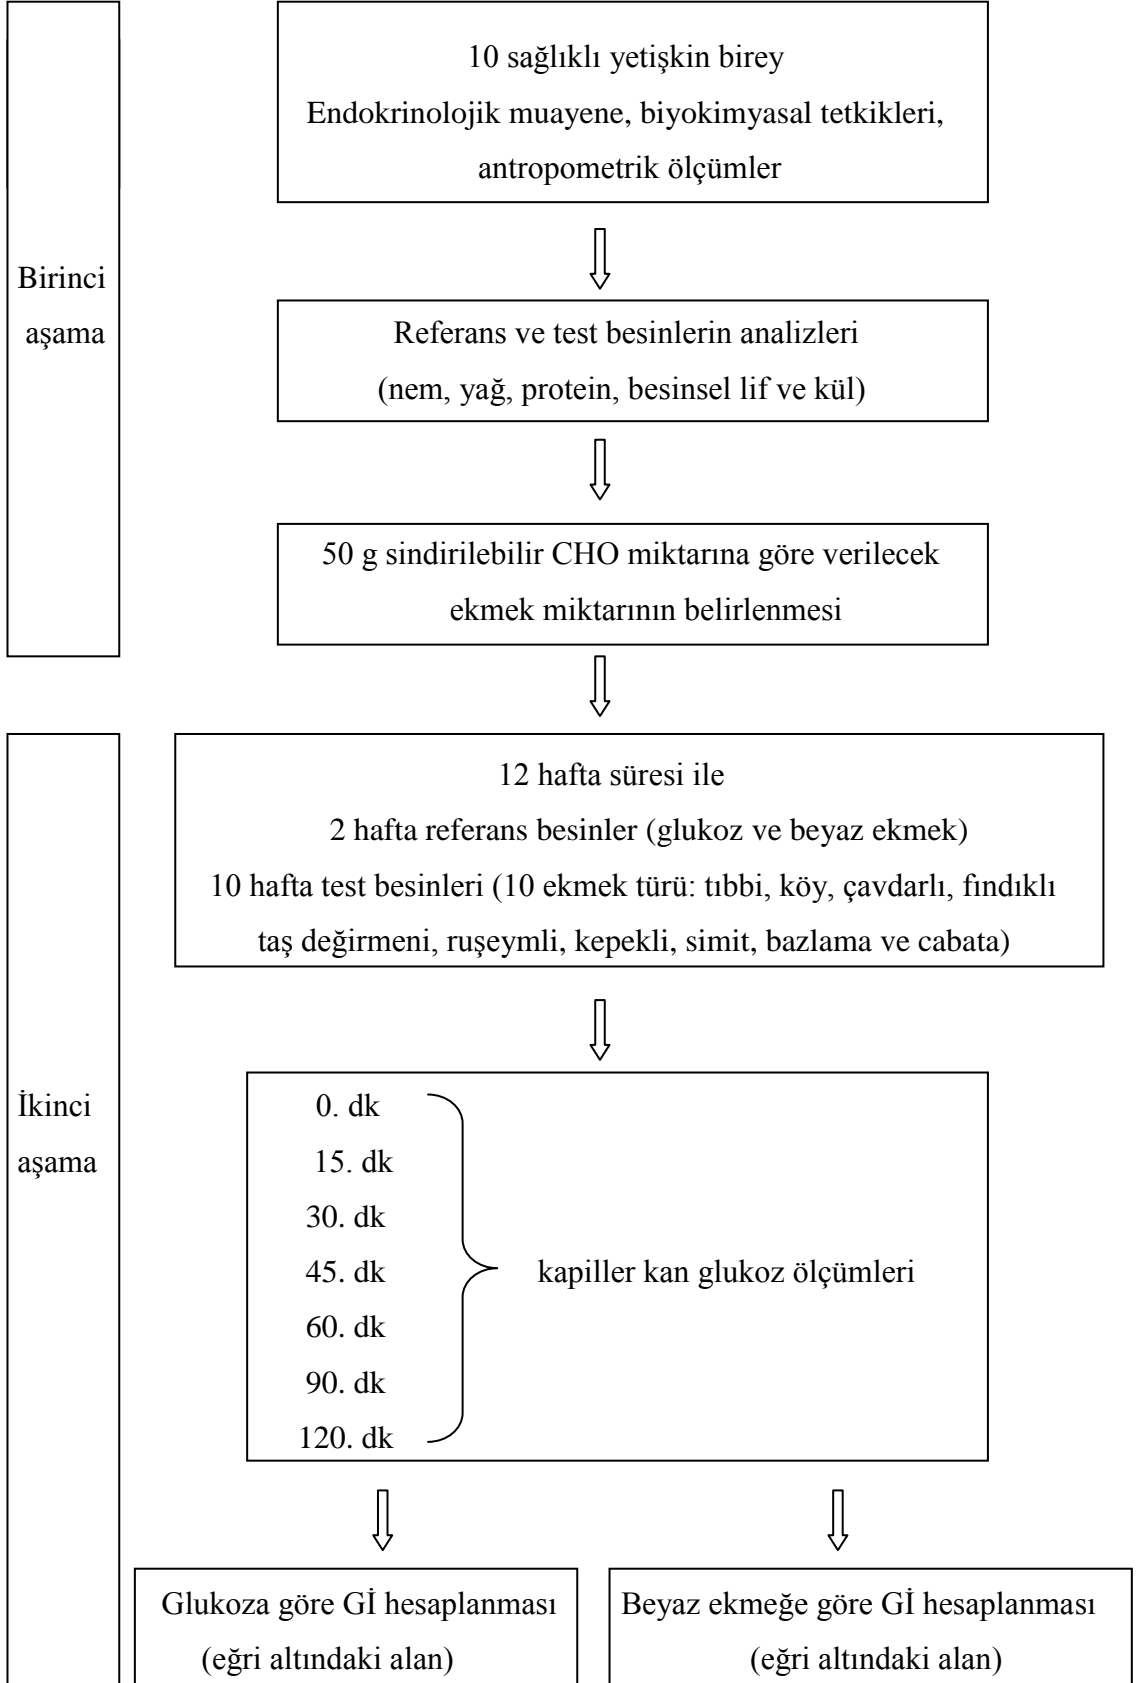 10 sağlıklı yetişkin birey
Endokrinolojik muayene, biyokimyasal tetkikleri,
antropometrik ölçümler
Birinci
aşama
Referans ve test besinlerin analizleri
(nem, yağ, protein, besinsel lif ve kül)
50 g sindirilebilir CHO miktarına göre verilecek
ekmek miktarının belirlenmesi
12 hafta süresi ile
2 hafta referans besinler (glukoz ve beyaz ekmek)
10 hafta test besinleri (10 ekmek türü: tıbbi, köy, çavdarlı, fındıklı
taş değirmeni, ruşeymli, kepekli, simit, bazlama ve cabata)
İkinci
aşama
0. dk
15. dk
30. dk
45. dk
60. dk
90. dk
120. dk
kapiller kan glukoz ölçümleri
Glukoza göre Gİ hesaplanması
(eğri altındaki alan)
Beyaz ekmeğe göre Gİ hesaplanması
(eğri altındaki alan)